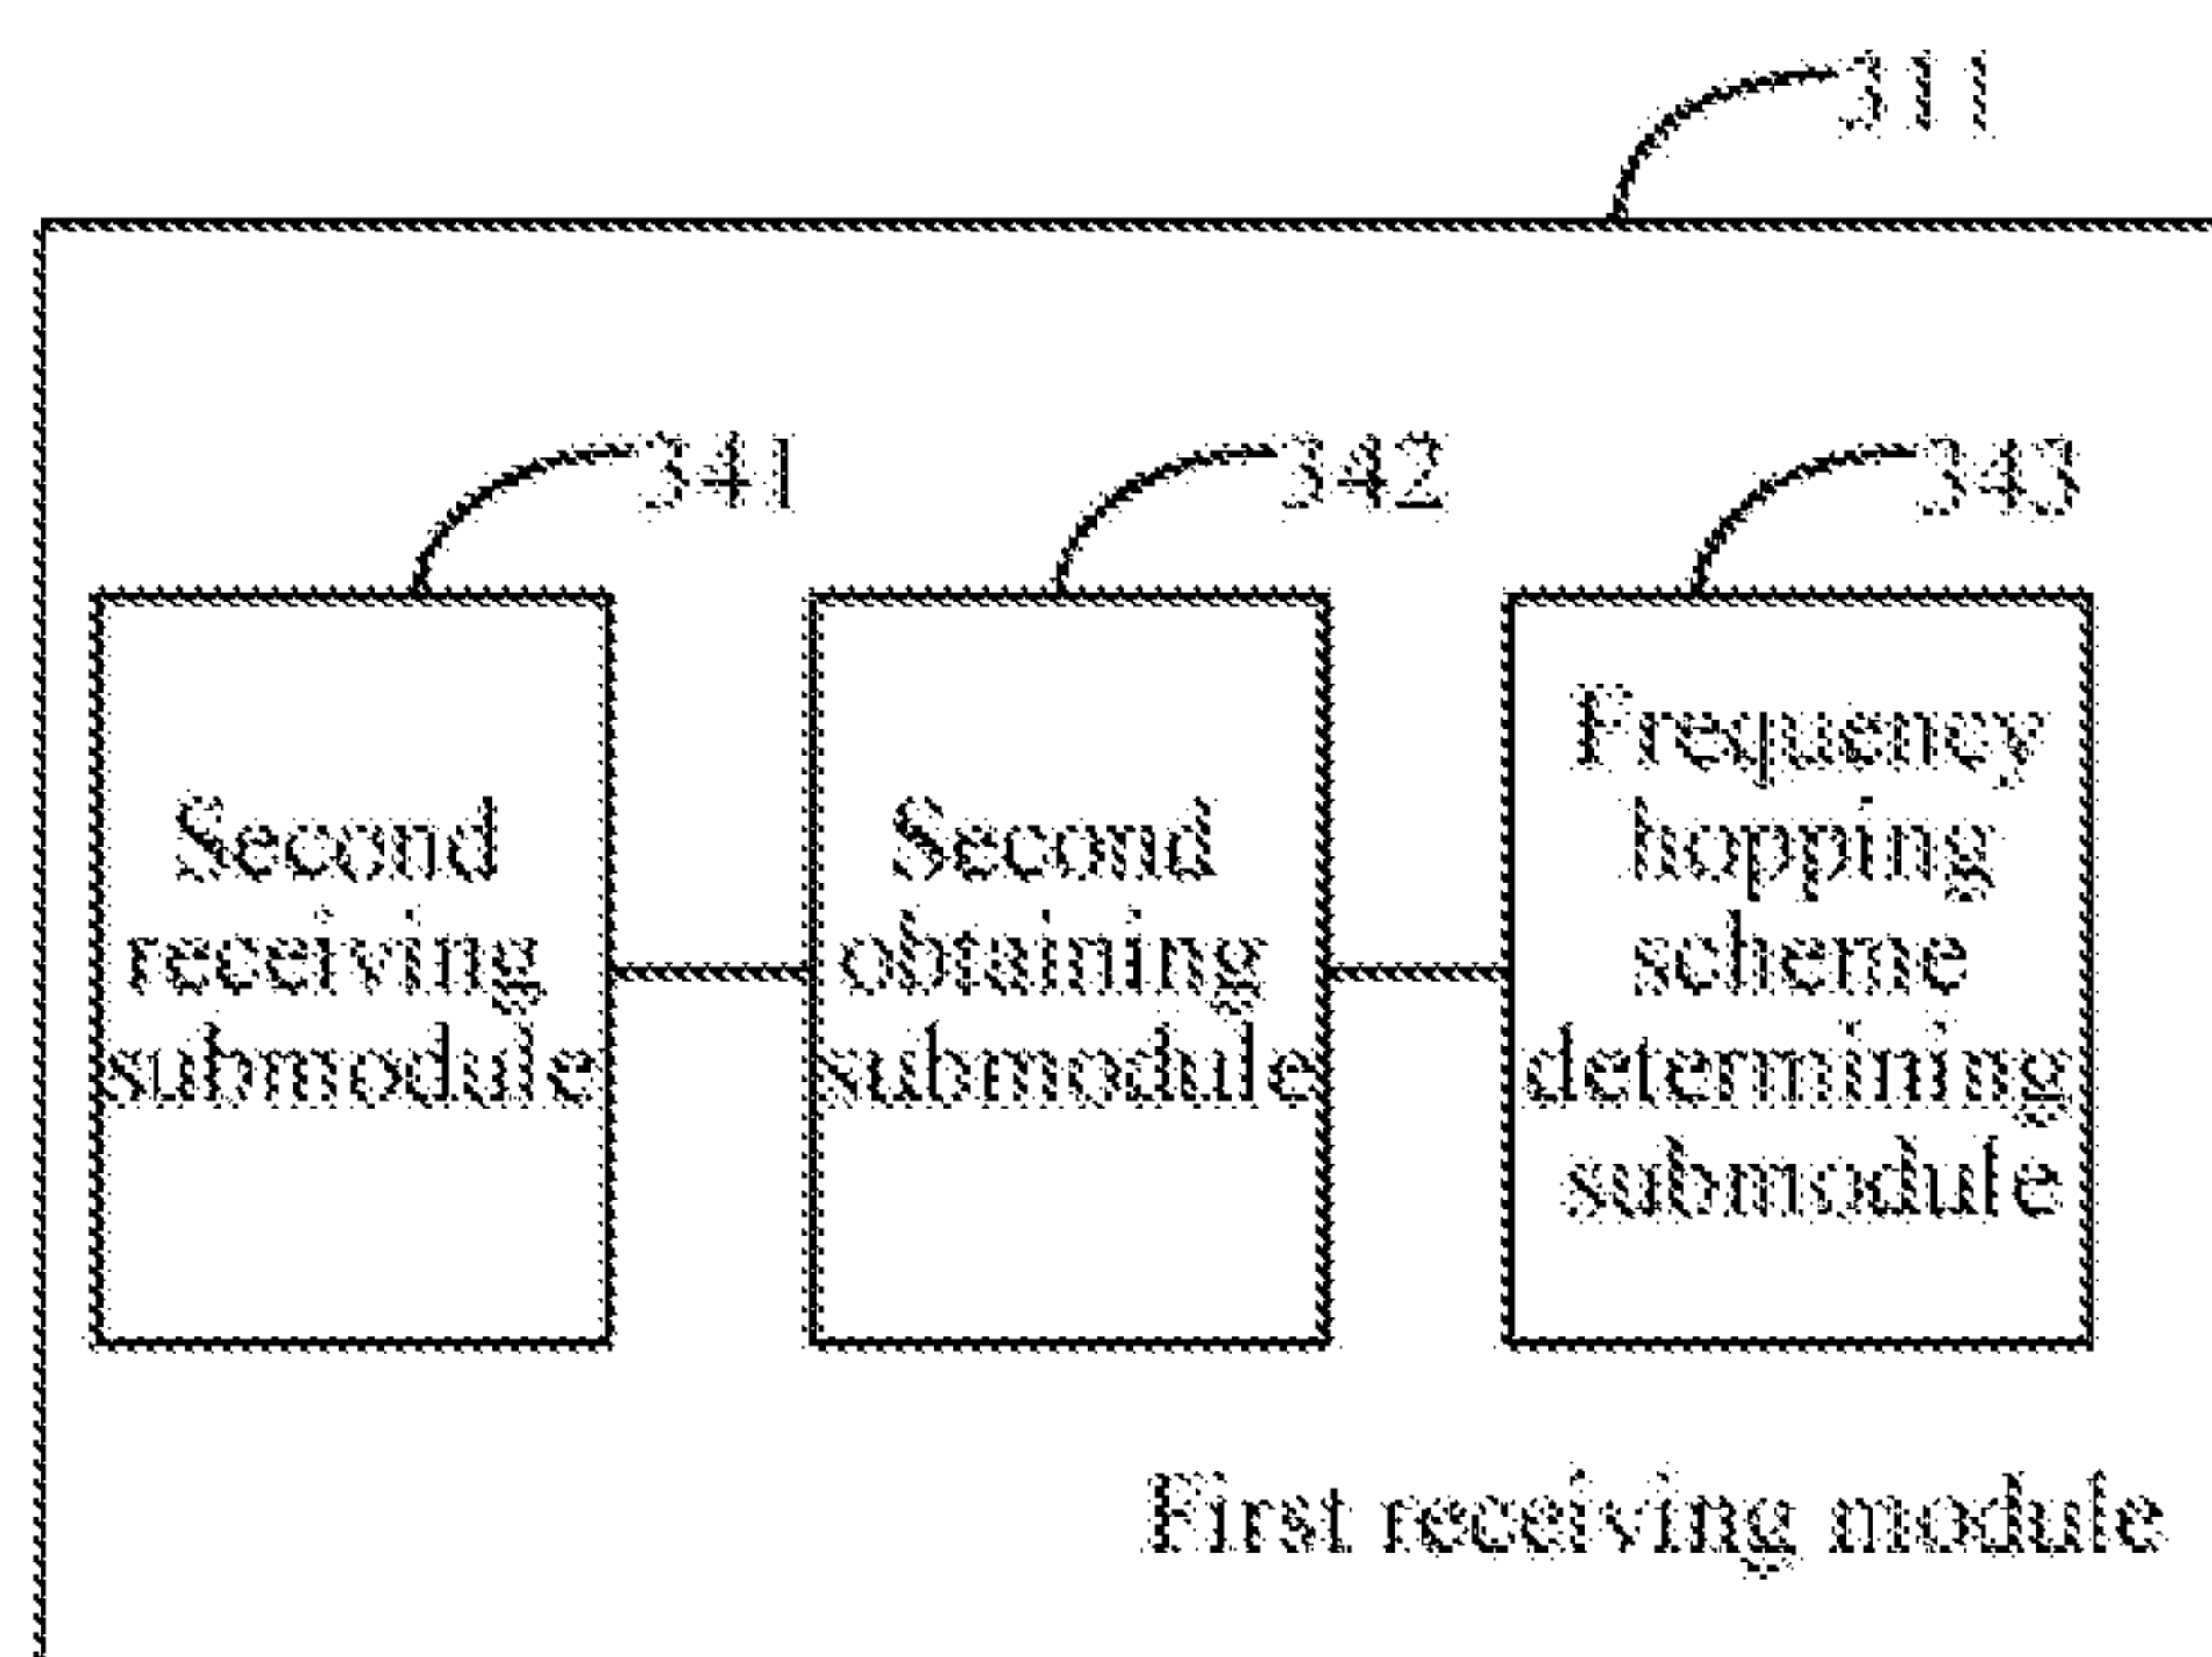 311
341
342
343
Second
receiving
submodule
Second
obtaining
submodule
Frequency
hopping
scheme
determining
submodule
First receiving module